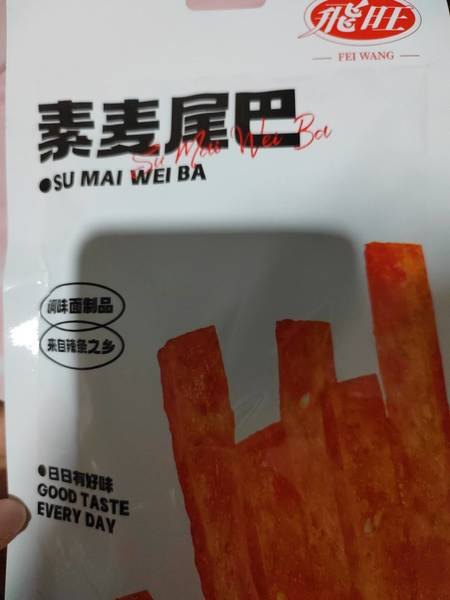 飛旺
FEI WANG
素麦尾巴
Su Mai Wei Ba
SU MAI WEI BA
调味面制品
来自辣条之乡
日日有好味
GOOD TASTE
EVERY DAY